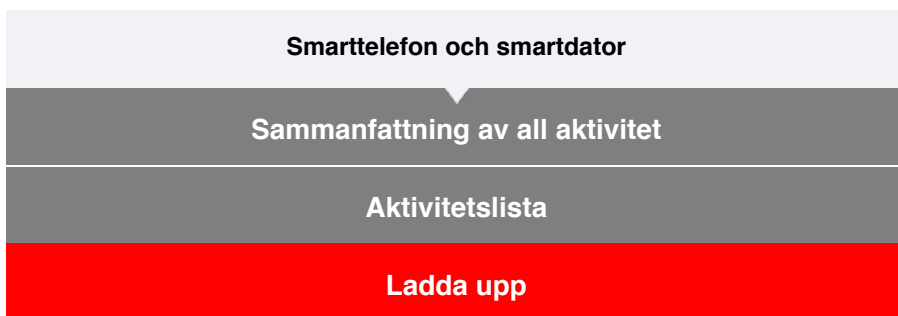 Smarttelefon och smartdator
Sammanfattning av all aktivitet
Aktivitetslista
Ladda upp